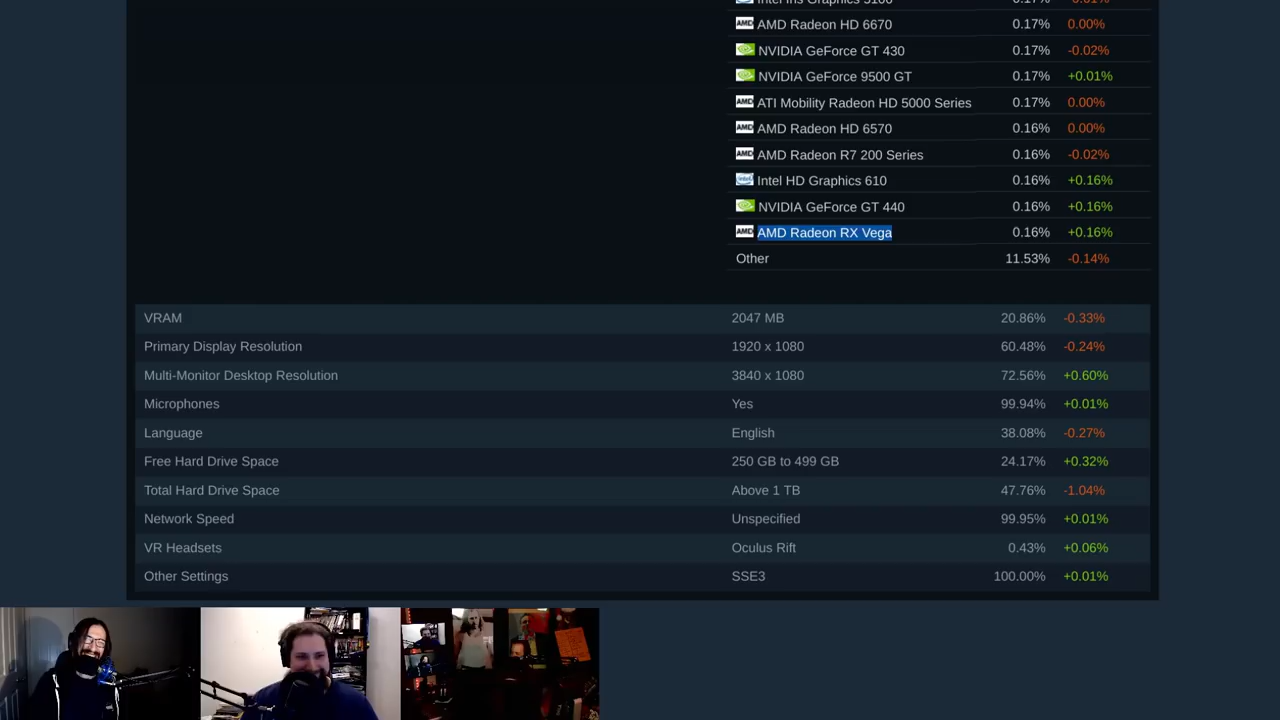 Intel Iris Graphics 5100 0.17% -0.01%
AMD Radeon HD 6670 0.17% 0.00%
NVIDIA GeForce GT 430 0.17% -0.02%
NVIDIA GeForce 9500 GT 0.17% +0.01%
ATI Mobility Radeon HD 5000 Series 0.17% 0.00%
AMD Radeon HD 6570 0.16% 0.00%
AMD Radeon R7 200 Series 0.16% -0.02%
Intel HD Graphics 610 0.16% +0.16%
NVIDIA GeForce GT 440 0.16% +0.16%
AMD Radeon RX Vega 0.16% +0.16%
Other 11.53% -0.14%
VRAM 2047 MB 20.86% -0.33%
Primary Display Resolution 1920 x 1080 60.48% -0.24%
Multi-Monitor Desktop Resolution 3840 x 1080 72.56% +0.60%
Microphones Yes 99.94% +0.01%
Language English 38.08% -0.27%
Free Hard Drive Space 250 GB to 499 GB 24.17% +0.32%
Total Hard Drive Space Above 1 TB 47.76% -1.04%
Network Speed Unspecified 99.95% +0.01%
VR Headsets Oculus Rift 0.43% +0.06%
Other Settings SSE3 100.00% +0.01%